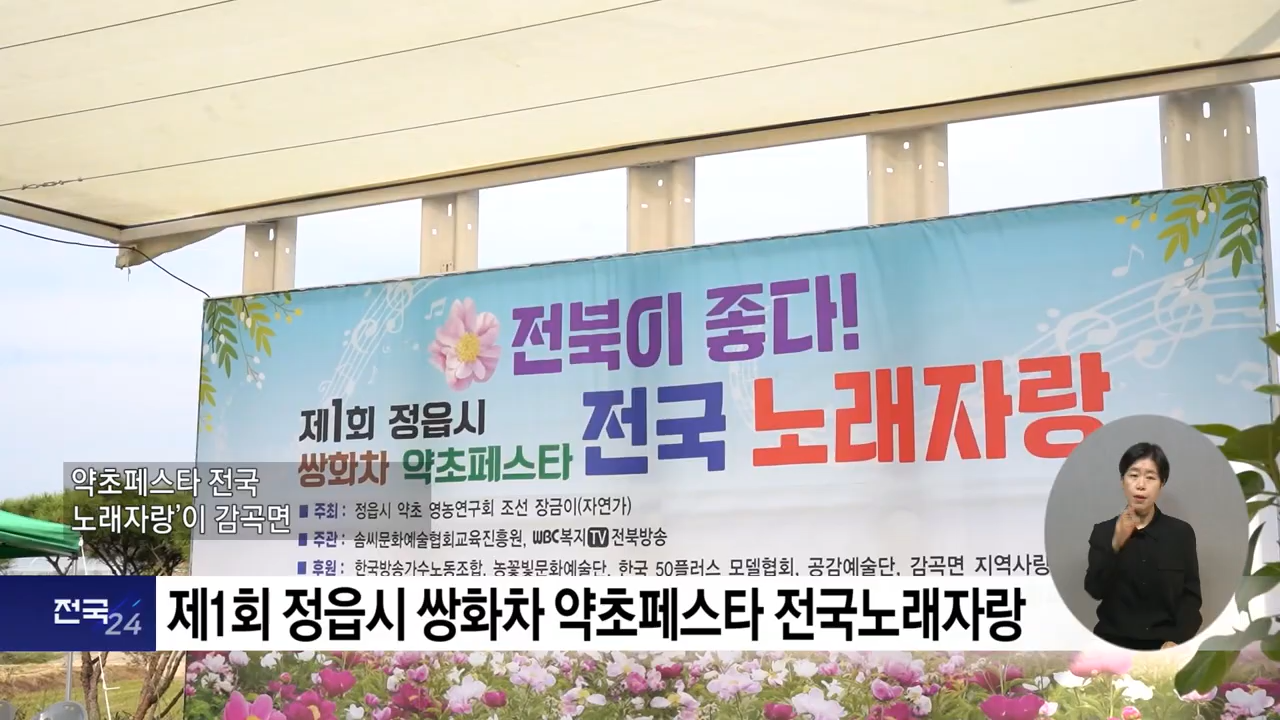 전북이 좋다!
제1회 정읍시
쌍화차 약초페스타 전국 노래자랑
■ 주최 : 정읍시 약초 영농연구회 조선 장금이(자연가)
■ 주관 : 솜씨문화예술협회교육진흥원, WBC복지TV전북방송
■ 후원 : 한국방송가수노동조합, 농꽃빛문화예술단, 한국 50플러스 모델협회, 공감예술단, 감곡면 지역사랑
약초페스타 전국
노래자랑’이 감곡면
전국24 제1회 정읍시 쌍화차 약초페스타 전국노래자랑